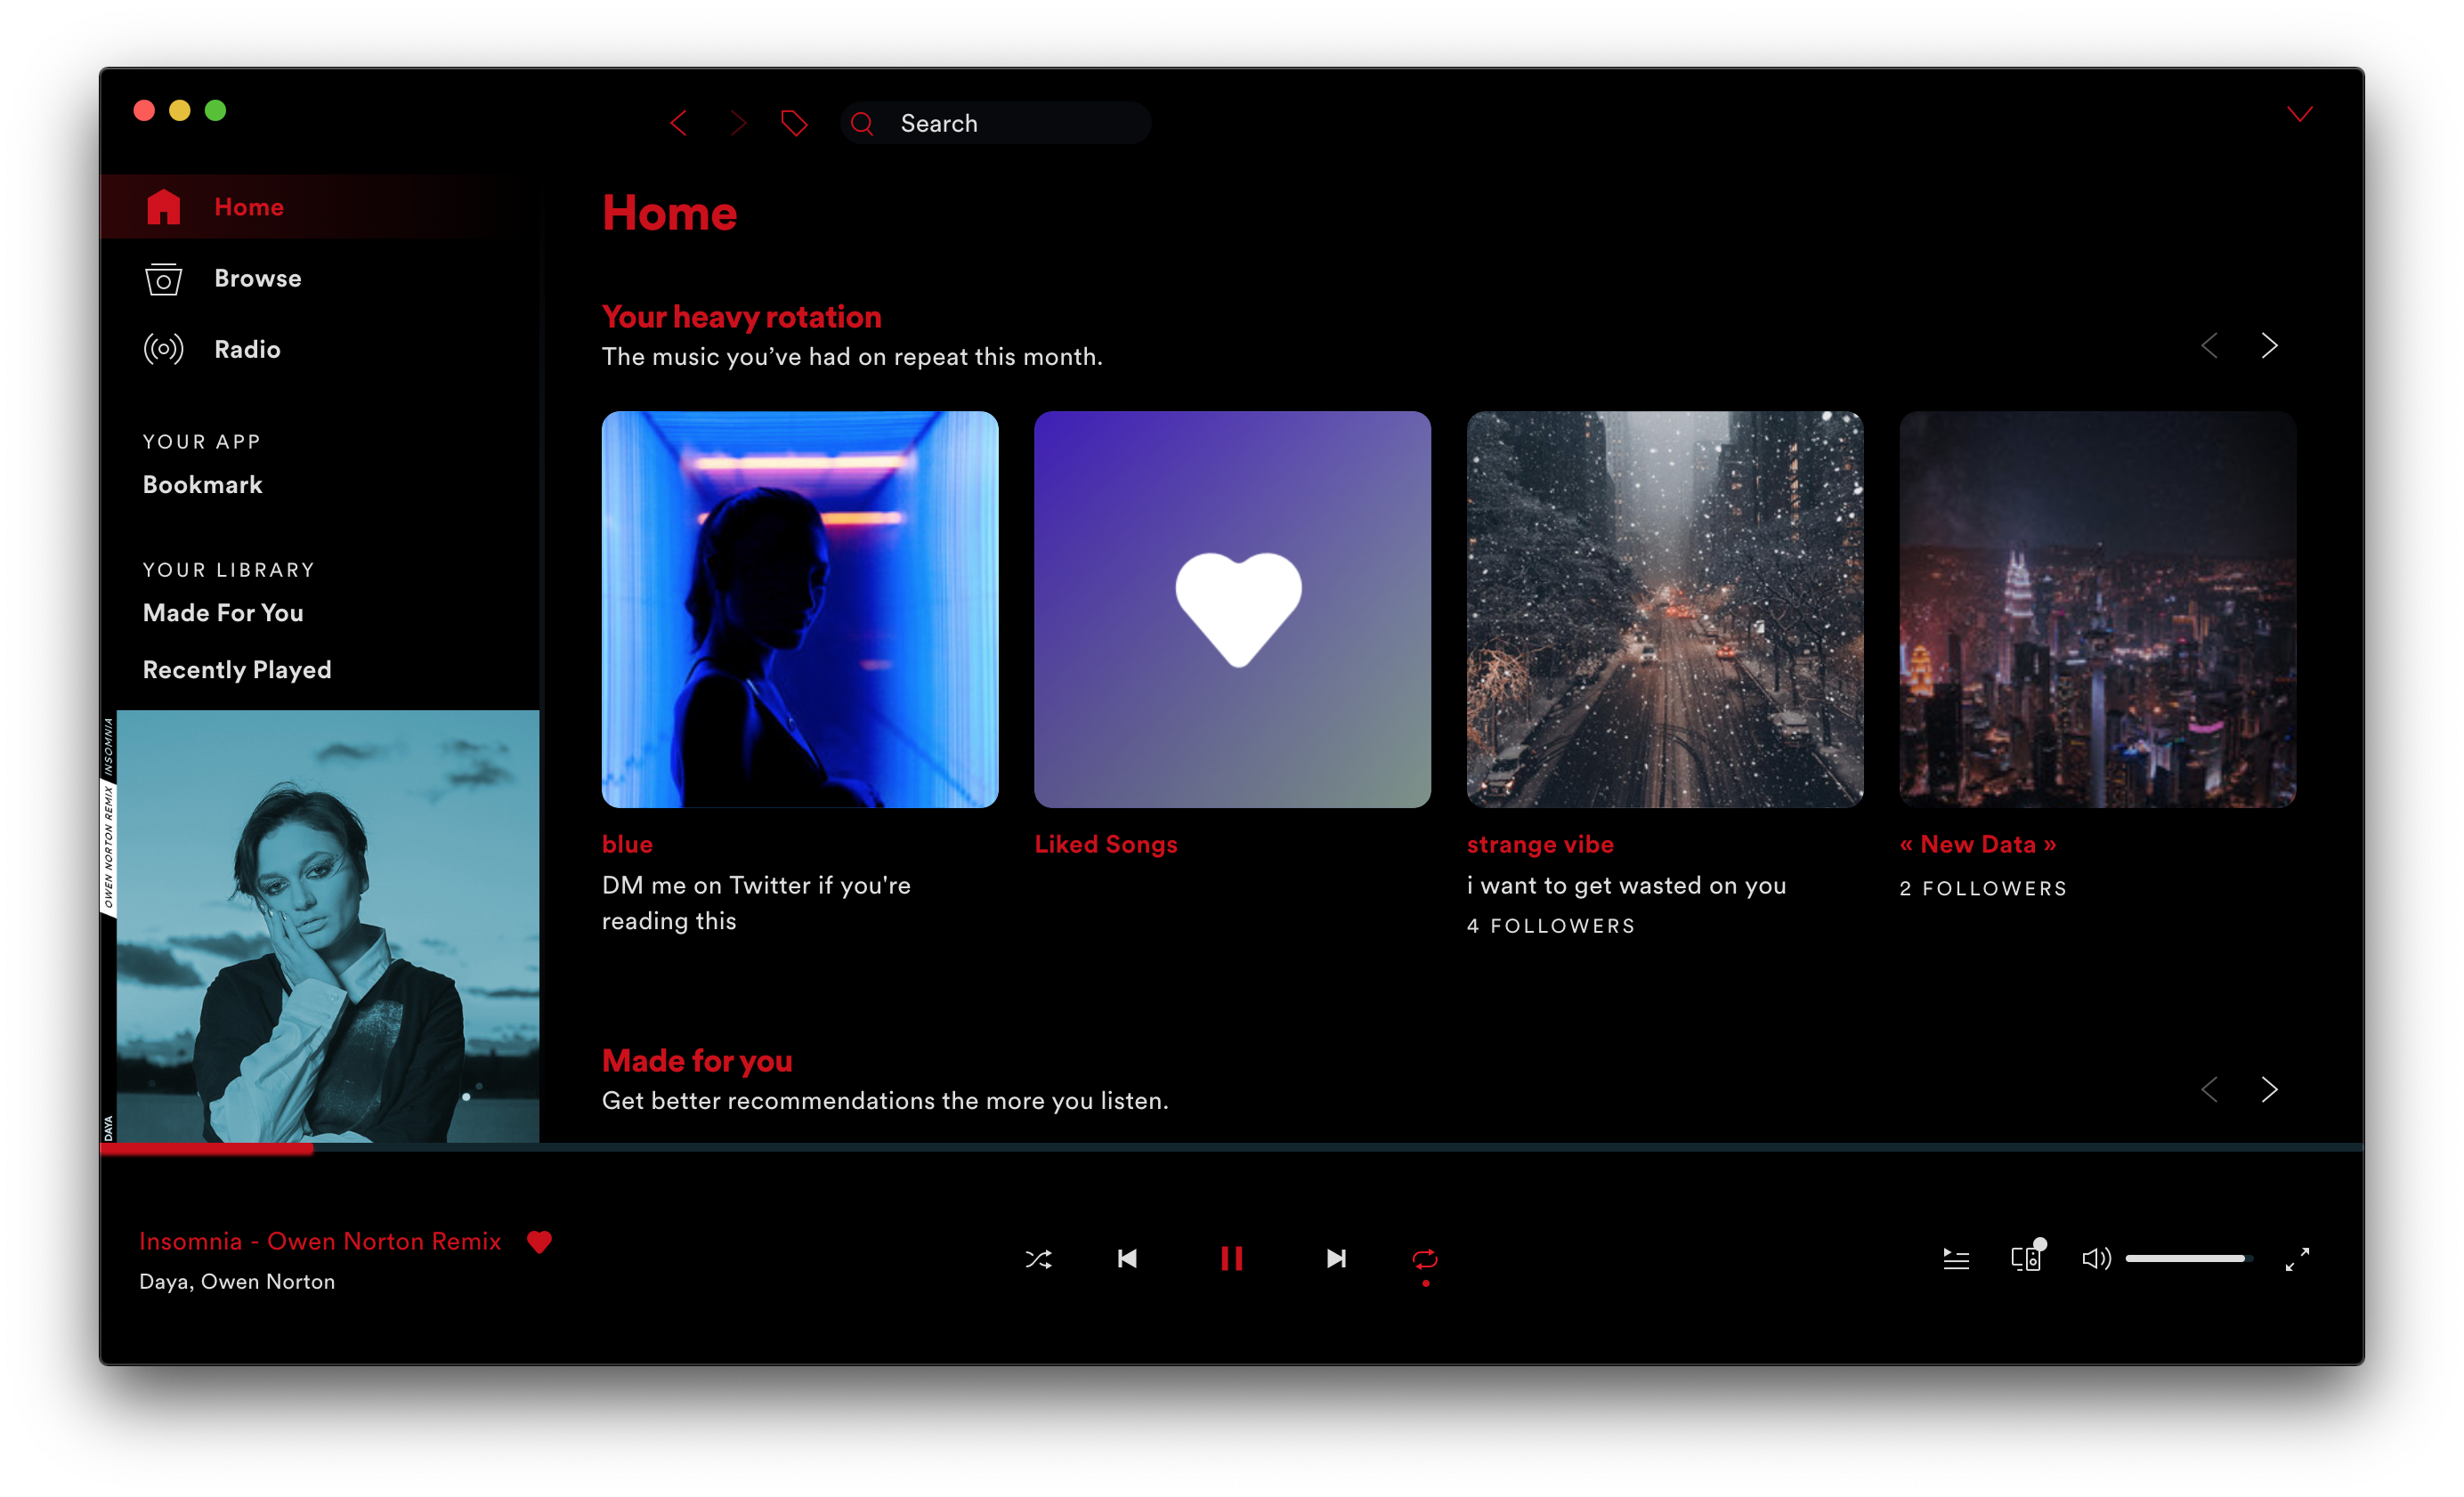 Search
Home
Browse
Radio
YOUR APP
Bookmark
YOUR LIBRARY
Made For You
Recently Played
INSOMNIA
OWEN NORTON REMIX
DAYA
Home
Your heavy rotation
The music you’ve had on repeat this month.
blue
DM me on Twitter if you're
reading this
Liked Songs
strange vibe
i want to get wasted on you
4 FOLLOWERS
« New Data »
2 FOLLOWERS
Made for you
Get better recommendations the more you listen.
Insomnia - Owen Norton Remix
Daya, Owen Norton